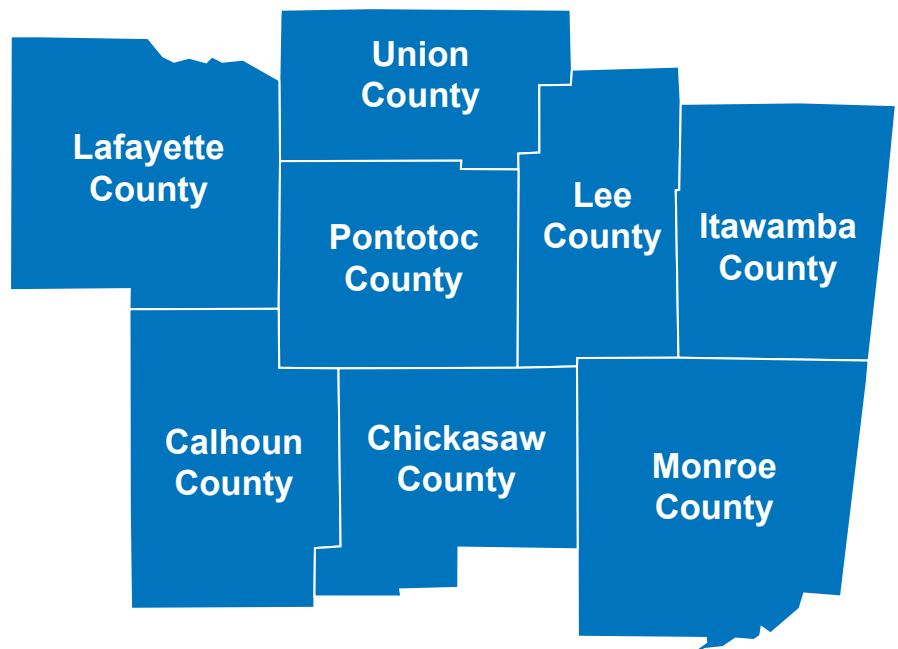 Union
County
Lafayette
County
Lee
County
Itawamba
County
Pontotoc
County
Calhoun
County
Chickasaw
County
Monroe
County